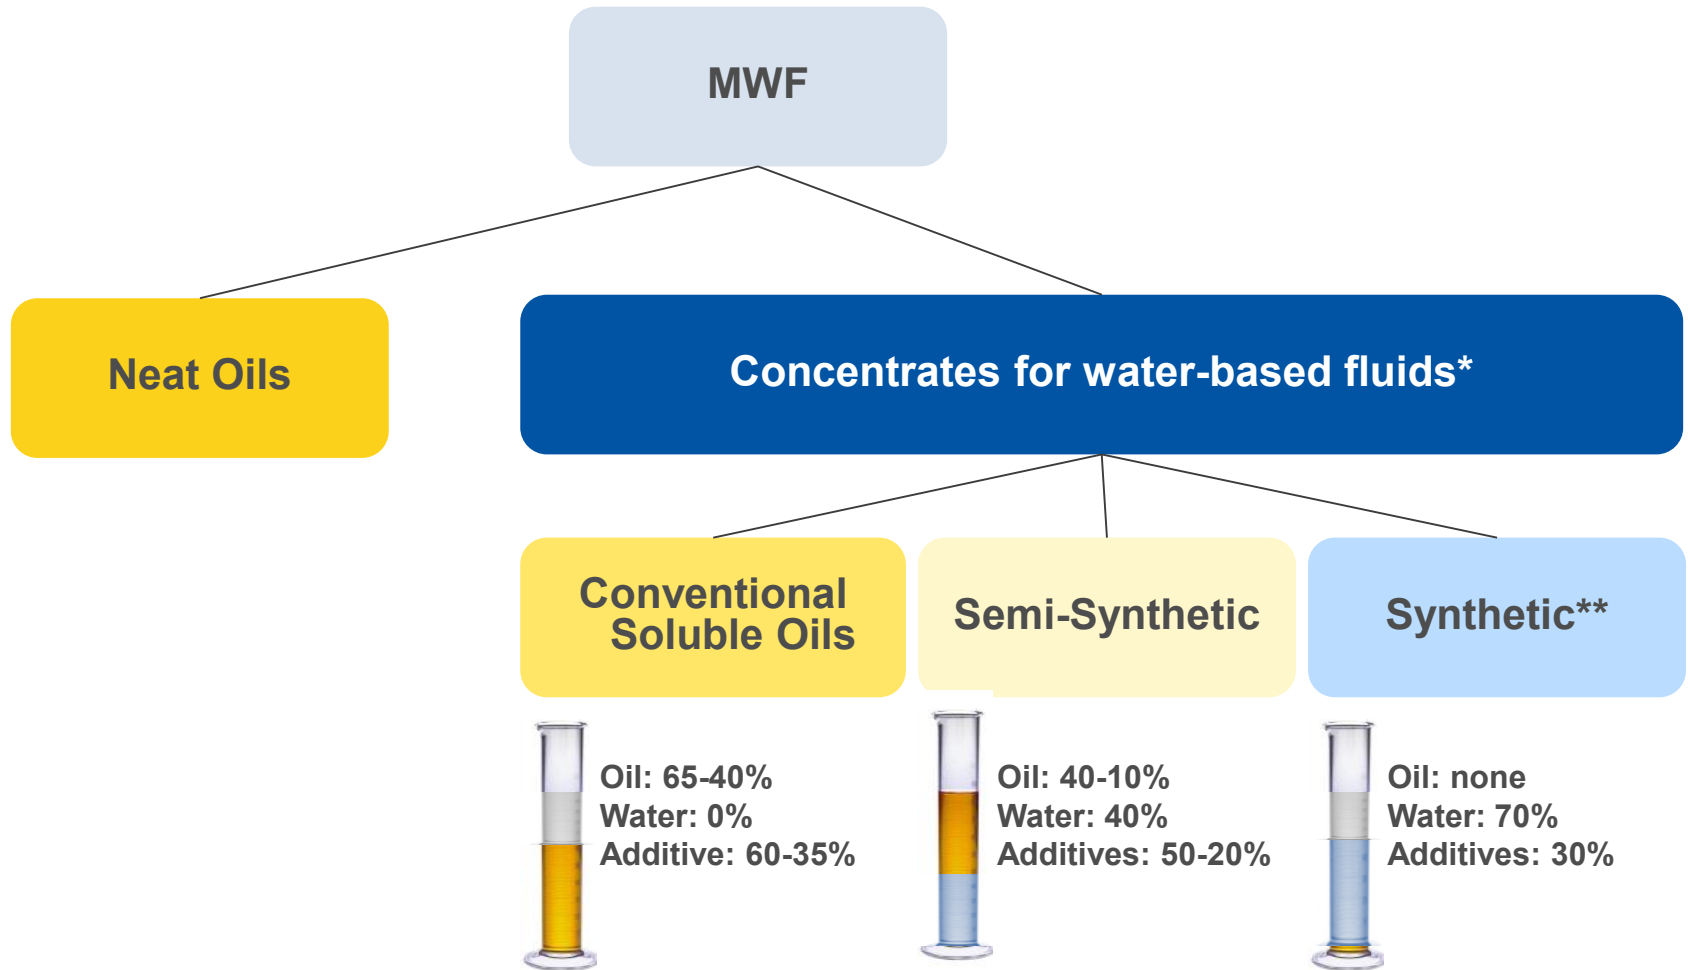 MWF
Neat Oils
Concentrates for water-based fluids*
Conventional
Soluble Oils
Semi-Synthetic
Synthetic**
Oil: 65-40%
Water: 0%
Additive: 60-35%
Oil: 40-10%
Water: 40%
Additives: 50-20%
Oil: none
Water: 70%
Additives: 30%